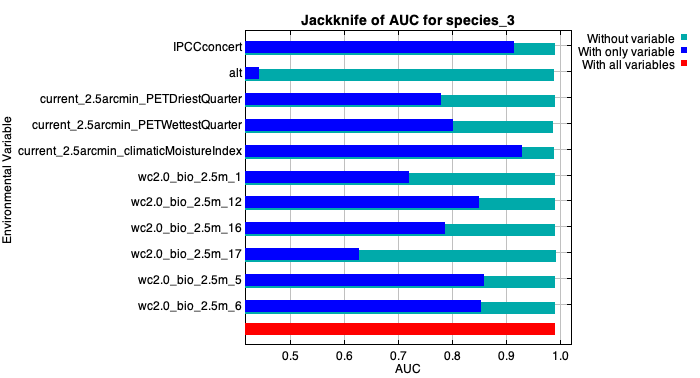 Jackknife of AUC for species_3
Without variable
With only variable
With all variables
Environmental Variable
IPCCconcert
alt
current_2.5arcmin_PETDriestQuarter
current_2.5arcmin_PETWettestQuarter
current_2.5arcmin_climaticMoistureIndex
wc2.0_bio_2.5m_1
wc2.0_bio_2.5m_12
wc2.0_bio_2.5m_16
wc2.0_bio_2.5m_17
wc2.0_bio_2.5m_5
wc2.0_bio_2.5m_6
0.5 0.6 0.7 0.8 0.9 1.0
AUC